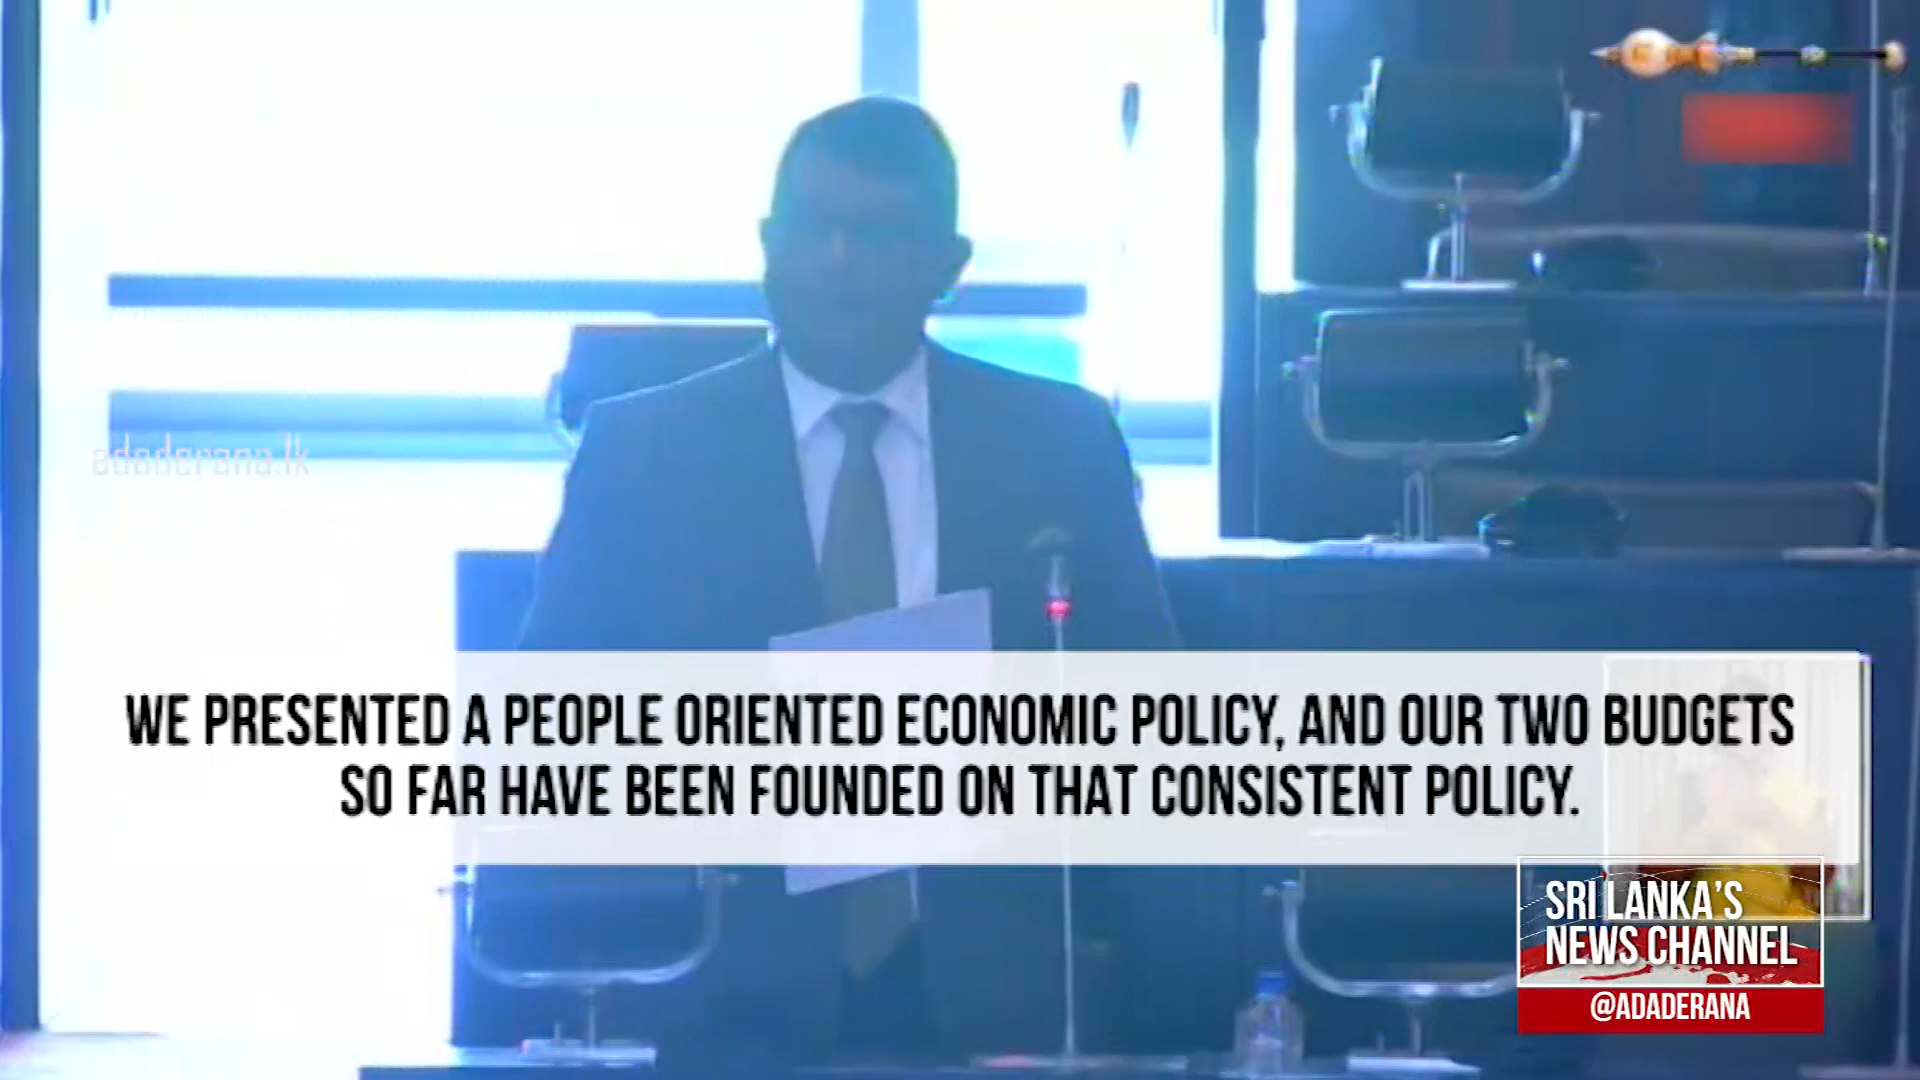 adaderana.lk
WE PRESENTED A PEOPLE ORIENTED ECONOMIC POLICY, AND OUR TWO BUDGETS
SO FAR HAVE BEEN FOUNDED ON THAT CONSISTENT POLICY.
SRI LANKA'S
NEWS CHANNEL
@ADADERANA